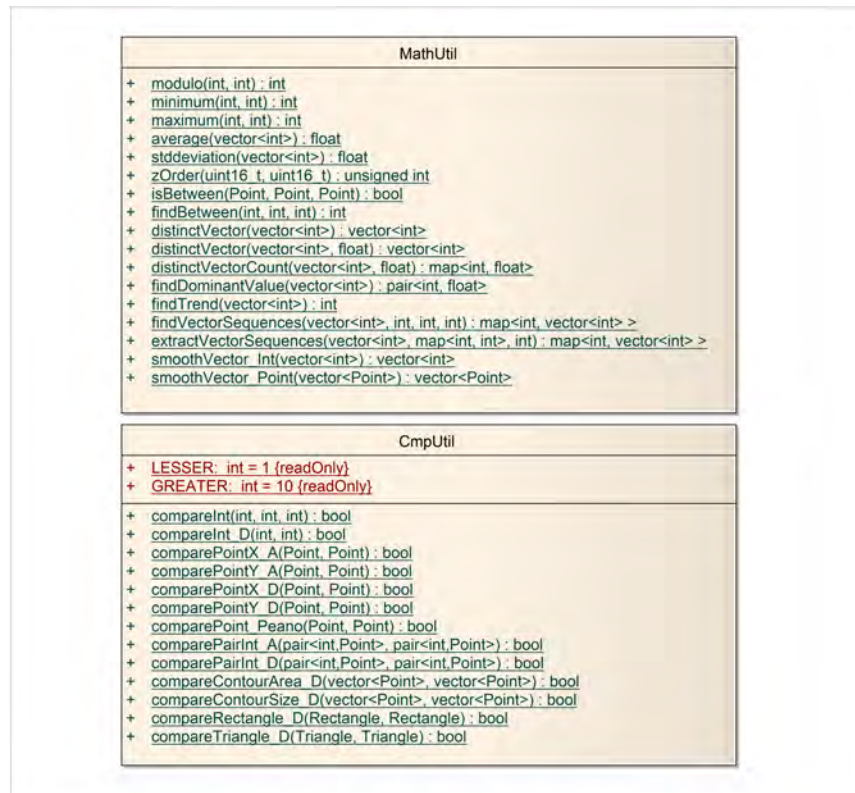 MathUtil
+ modulo(int, int) : int
+ minimum(int, int) : int
+ maximum(int, int) : int
+ average(vector<int>) : float
+ stddeviation(vector<int>) : float
+ zOrder(uint16_t, uint16_t) : unsigned int
+ isBetween(Point, Point, Point) : bool
+ findBetween(int, int, int) : int
+ distinctVector(vector<int>) : vector<int>
+ distinctVector(vector<int>, float) : vector<int>
+ distinctVectorCount(vector<int>, float) : map<int, float>
+ findDominantValue(vector<int>) : pair<int, float>
+ findTrend(vector<int>) : int
+ findVectorSequences(vector<int>, int, int, int) : map<int, vector<int> >
+ extractVectorSequences(vector<int>, map<int, int>, int) : map<int, vector<int> >
+ smoothVector_Int(vector<int>) : vector<int>
+ smoothVector_Point(vector<Point>) : vector<Point>
CmpUtil
+ LESSER: int = 1 {readOnly}
+ GREATER: int = 10 {readOnly}
+ compareInt(int, int, int) : bool
+ compareInt_D(int, int) : bool
+ comparePointX_A(Point, Point) : bool
+ comparePointY_A(Point, Point) : bool
+ comparePointX_D(Point, Point) : bool
+ comparePointY_D(Point, Point) : bool
+ comparePoint_Peano(Point, Point) : bool
+ comparePairInt_A(pair<int,Point>, pair<int,Point>) : bool
+ comparePairInt_D(pair<int,Point>, pair<int,Point>) : bool
+ compareContourArea_D(vector<Point>, vector<Point>) : bool
+ compareContourSize_D(vector<Point>, vector<Point>) : bool
+ compareRectangle_D(Rectangle, Rectangle) : bool
+ compareTriangle_D(Triangle, Triangle) : bool